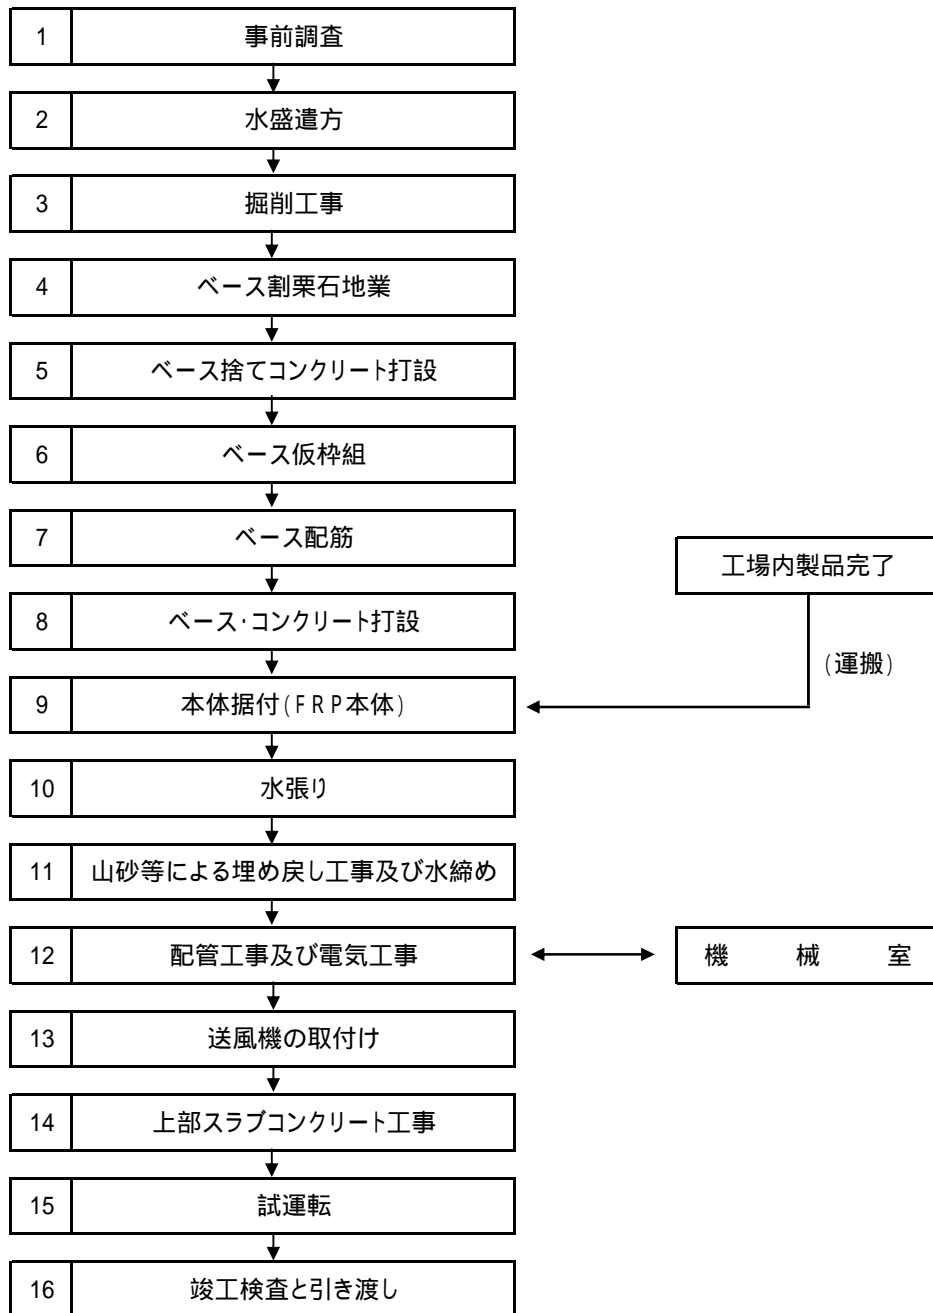 1 事前調査
2 水盛遣方
3 掘削工事
4 ベース割栗石地業
5 ベース捨てコンクリート打設
6 ベース仮枠組
7 ベース配筋
工場内製品完了
8 ベース・コンクリート打設
(運搬)
9 本体据付(FRP本体)
10 水張り
11 山砂等による埋め戻し工事及び水締め
12 配管工事及び電気工事
機 械 室
13 送風機の取付け
14 上部スラブコンクリート工事
15 試運転
16 竣工検査と引き渡し